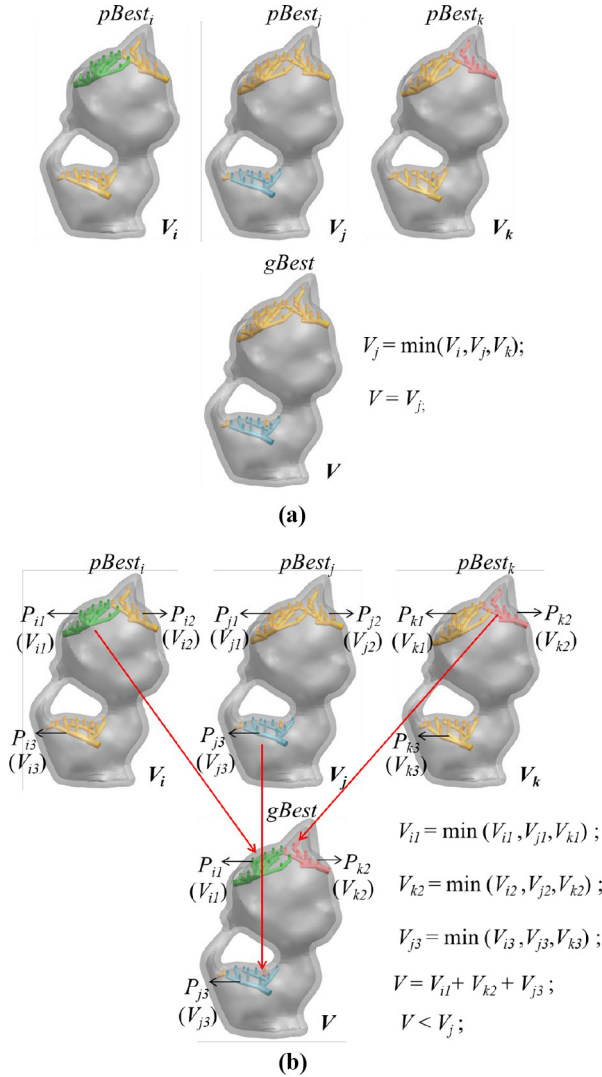 pBest_i pBest_j pBest_k
V_i V_j V_k
gBest
V_j = min(V_i, V_j, V_k);
V = V_j;
V
(a)
pBest_i pBest_j pBest_k
P_i1 P_i2 P_j1 P_j2 P_k1 P_k2
(V_i1) (V_i2) (V_j1) (V_j2) (V_k1) (V_k2)
P_i3 P_j3 P_k3
(V_i3) V_i (V_j3) V_j (V_k3) V_k
gBest
V_i1 = min (V_i1, V_j1, V_k1) ;
P_i1 P_k2
(V_i1) (V_k2)
V_k2 = min (V_i2, V_j2, V_k2) ;
V_j3 = min (V_i3, V_j3, V_k3) ;
P_j3
V = V_i1 + V_k2 + V_j3 ;
(V_j3) V
V < V_j ;
(b)